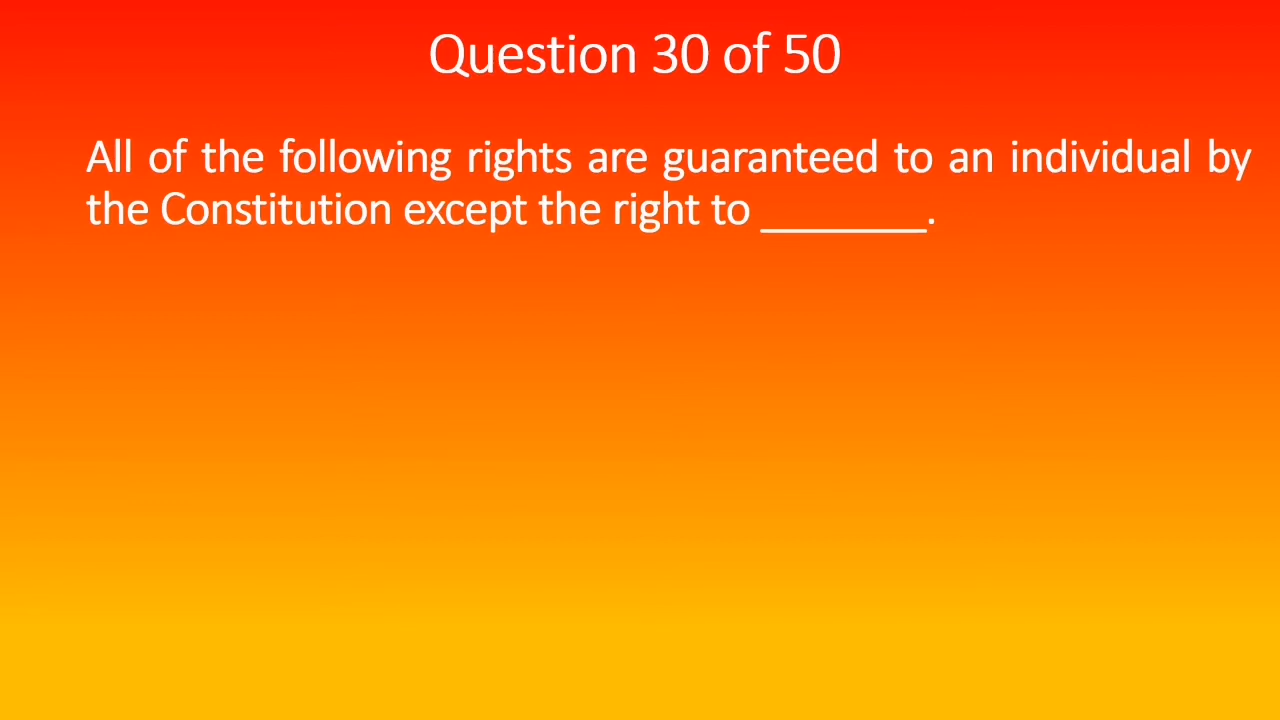 Question 30 of 50
All of the following rights are guaranteed to an individual by
the Constitution except the right to ________.